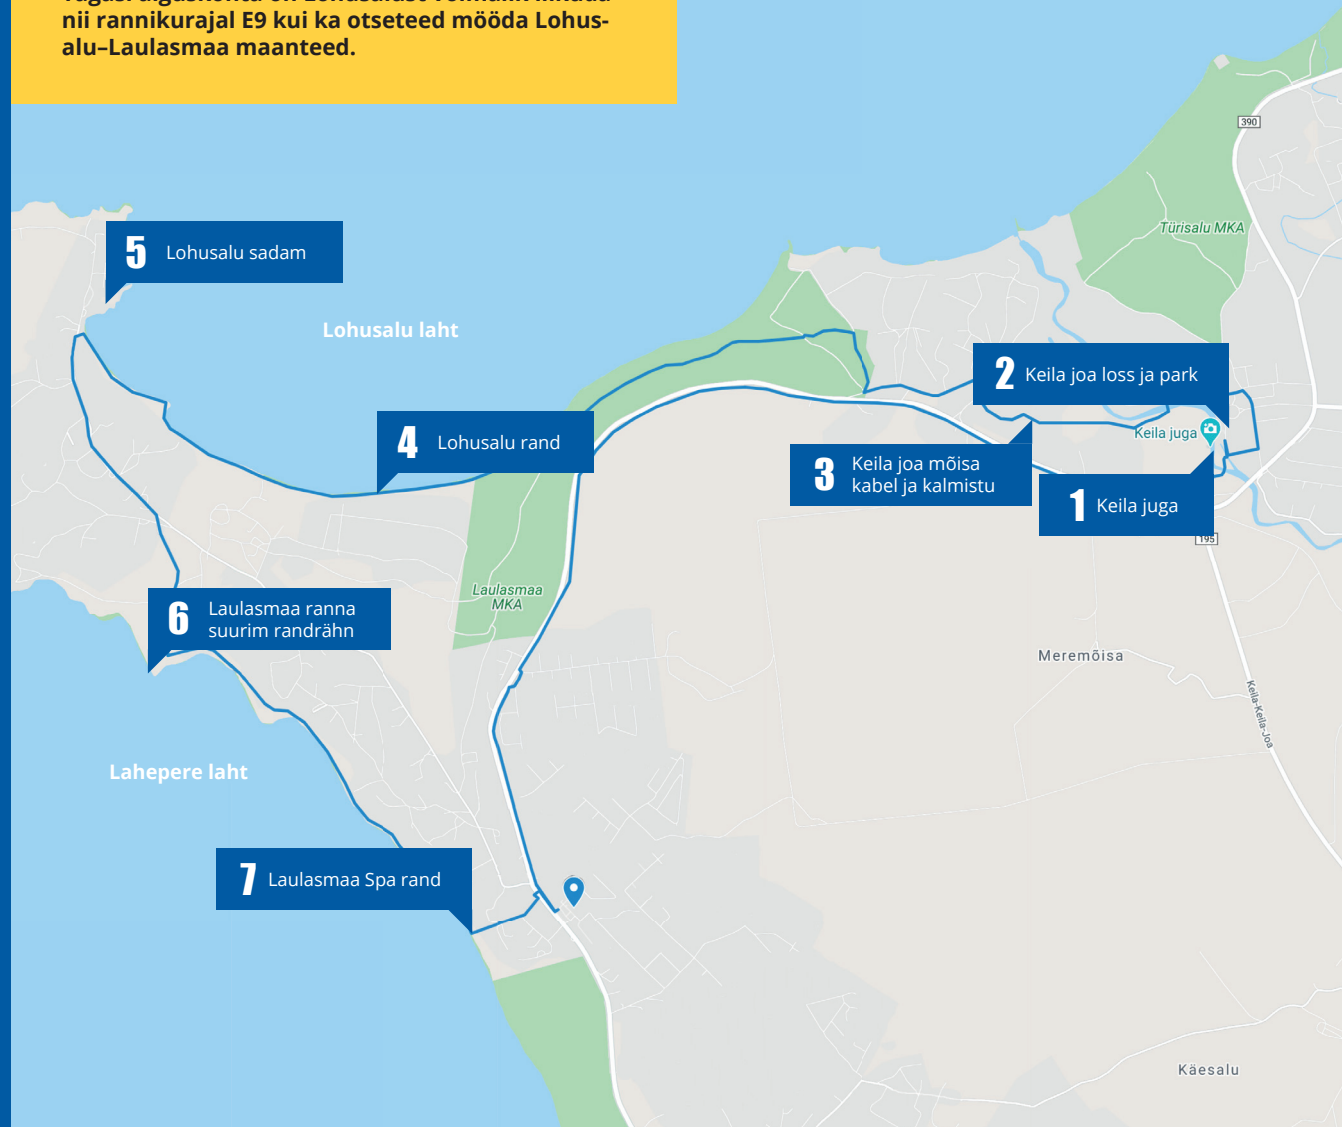 nii rannikurajal E9 kui ka otseteed mööda Lohus-
alu–Laulasmaa maanteed.
390
Türisalu MKA
5 Lohusalu sadam
Lohusalu laht
2 Keila joa loss ja park
Keila juga
4 Lohusalu rand
3 Keila joa mõisa
kabel ja kalmistu
1 Keila juga
195
Laulasmaa
MKA
6 Laulasmaa ranna
suurim randrähn
Meremõisa
Keila-Keila-Joa
Lahepere laht
7 Laulasmaa Spa rand
Käesalu